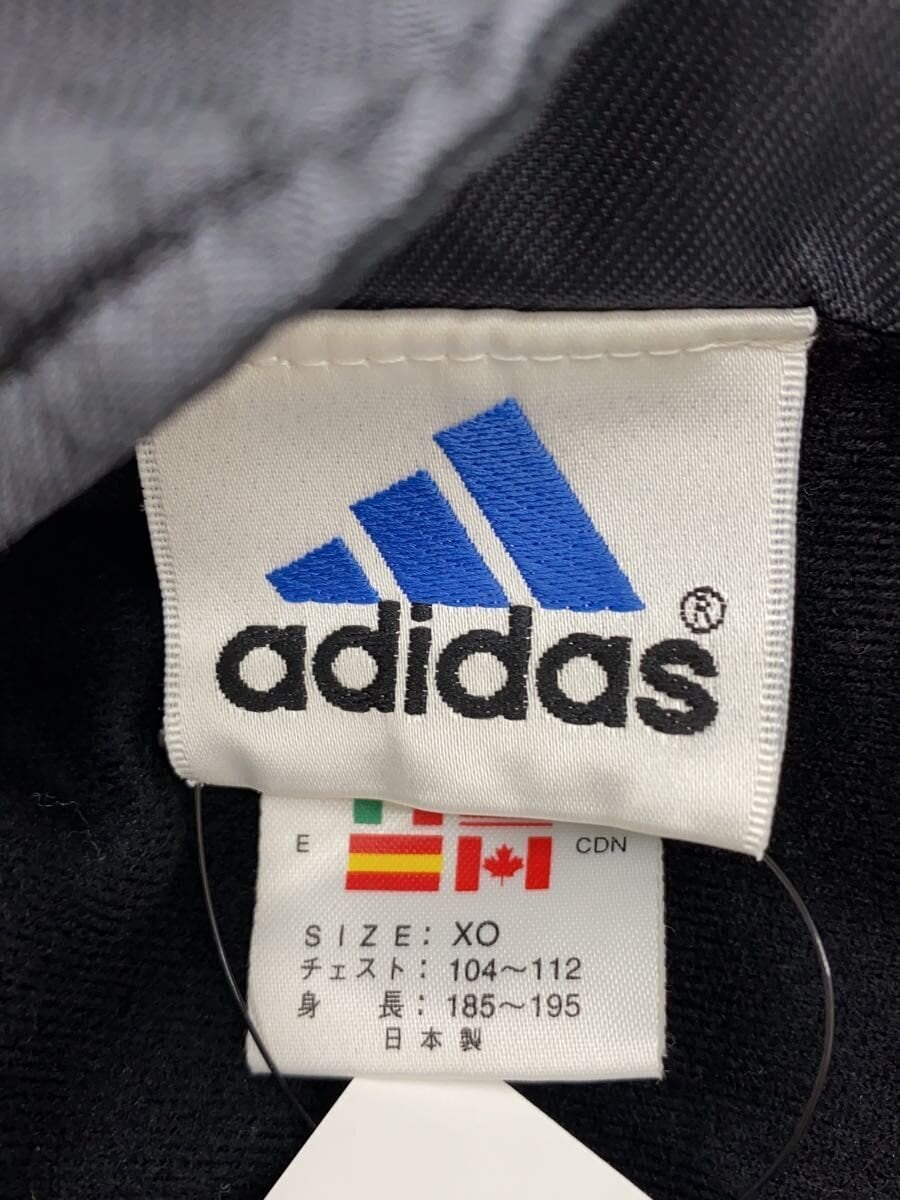 adidas®
E CDN
SIZE: XO
チェスト: 104～112
身 長: 185～195
日本製